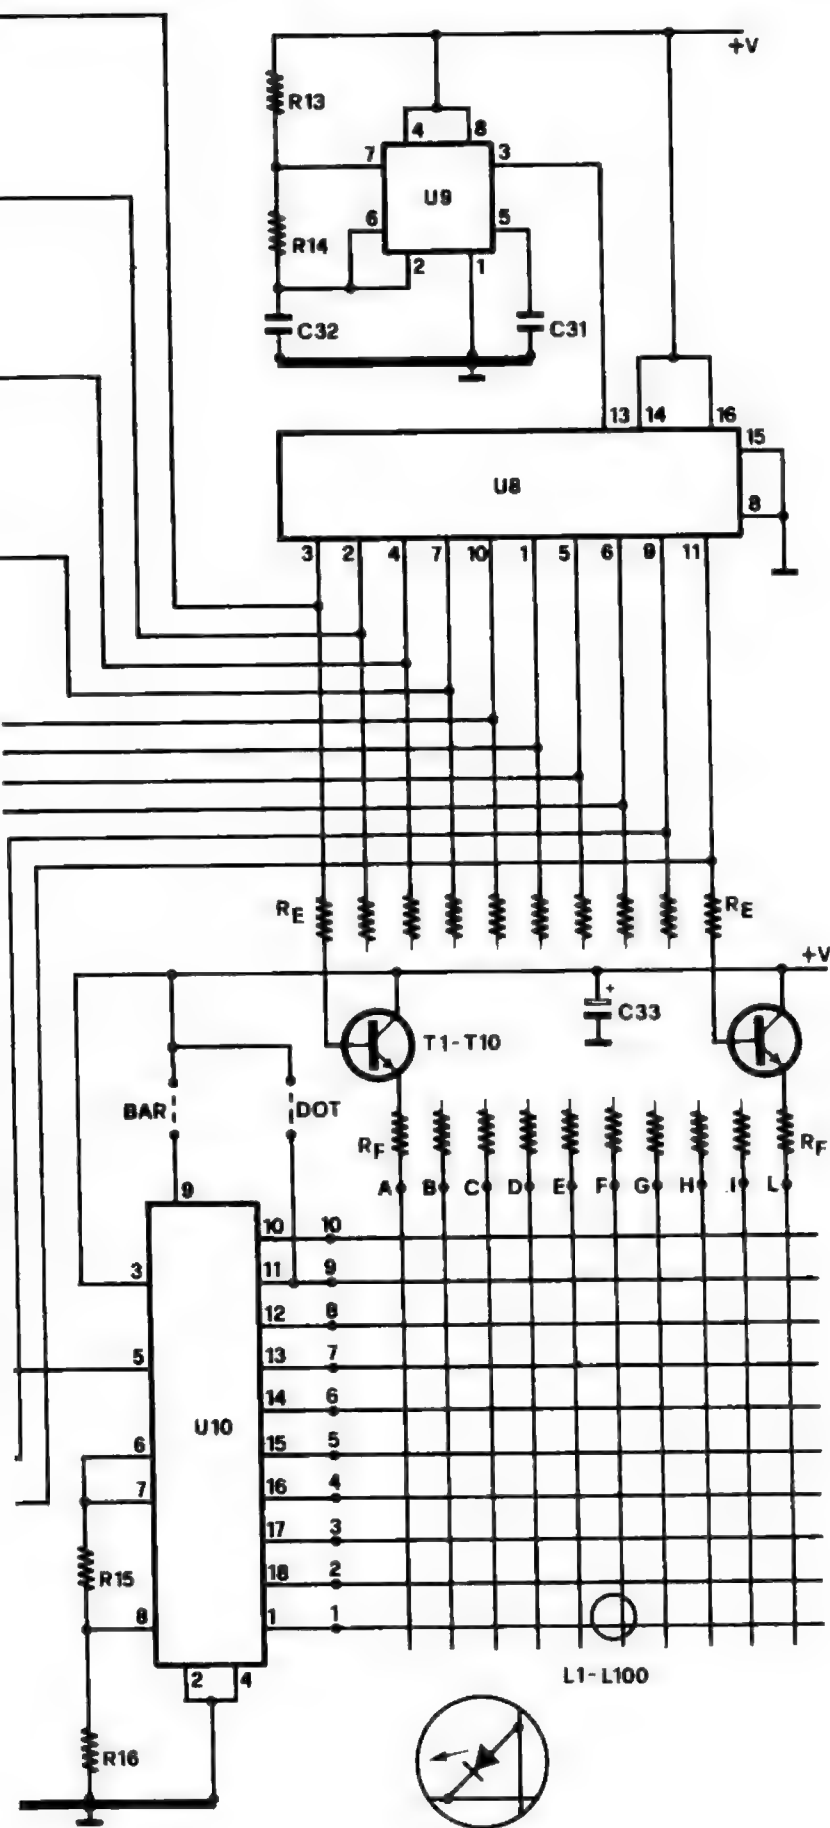 +V
R13
4 8
7 3
U9
6 5
R14
2 1
C32 C31
13 14 16
15
U8
8
3 2 4 7 10 1 5 6 9 11
RE RE
+V
+
C33
T1-T10
BAR DOT
RF RF
A B C D E F G H I L
9
10 10
3 11 9
12 8
5 13 7
14 6
U10
6 15 5
7 16 4
17 3
R15 18 2
8 1 1
2 4
L1-L100
R16